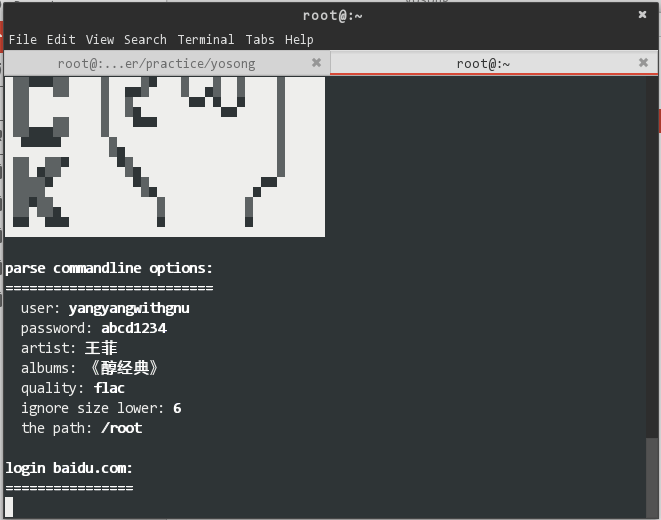 root@:~
File Edit View Search Terminal Tabs Help
root@:...er/practice/yosong
root@:~
parse commandline options:
==========================
user: yangyangwithgnu
password: abcd1234
artist: 王菲
albums: 《醇经典》
quality: flac
ignore size lower: 6
the path: /root
login baidu.com:
================